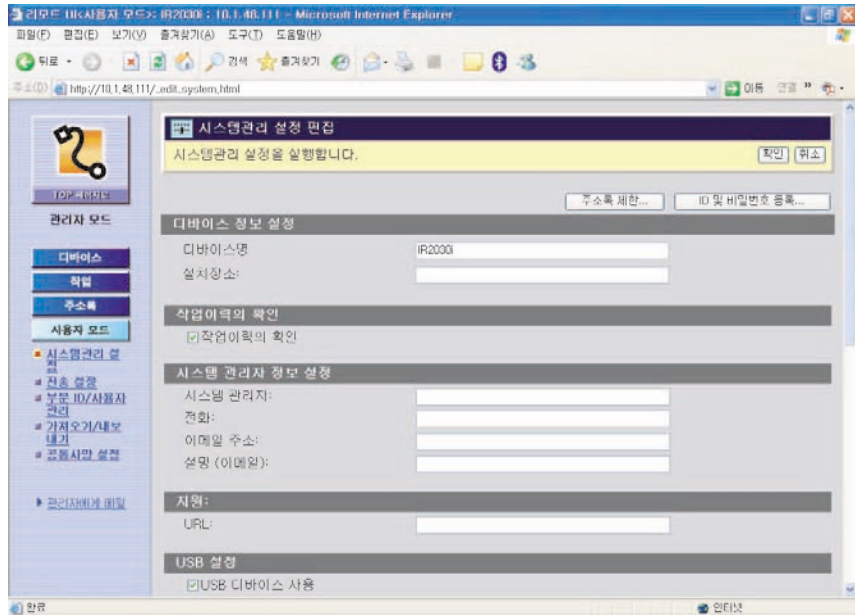 리모트 UI<사용자 모드>: iR2030i : 10.1.48.111 - Microsoft Internet Explorer
파일(F) 편집(E) 보기(V) 즐겨찾기(A) 도구(T) 도움말(H)
뒤로 검색 즐겨찾기
주소(D) http://10.1.48.111/_edit_system.html 이동 연결 »
시스템관리 설정 편집
시스템관리 설정을 실행합니다. 확인 취소
주소록 제한... ID 및 비밀번호 등록...
관리자 모드
디바이스
작업
주소록
사용자 모드
시스템관리 설
정
전송 설정
부문 ID/사용자
관리
가져오기/내보
내기
공통사항 설정
관리자에게 메일
디바이스 정보 설정
디바이스명 iR2030i
설치장소:
작업이력의 확인
작업이력의 확인
시스템 관리자 정보 설정
시스템 관리자:
전화:
이메일 주소:
설명 (이메일):
지원:
URL:
USB 설정
USB 디바이스 사용
완료 인터넷